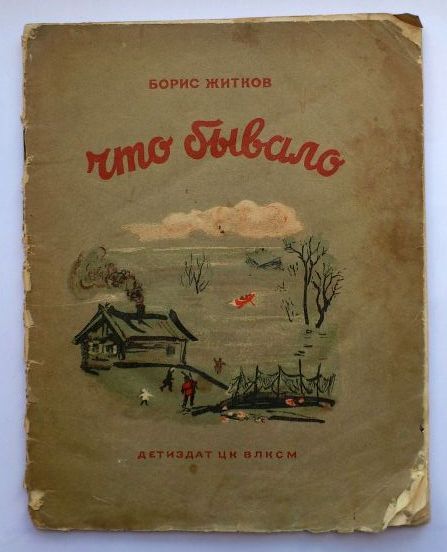 БОРИС ЖИТКОВ
что бывало
ДЕТИЗДАТ ЦК ВЛКСМ